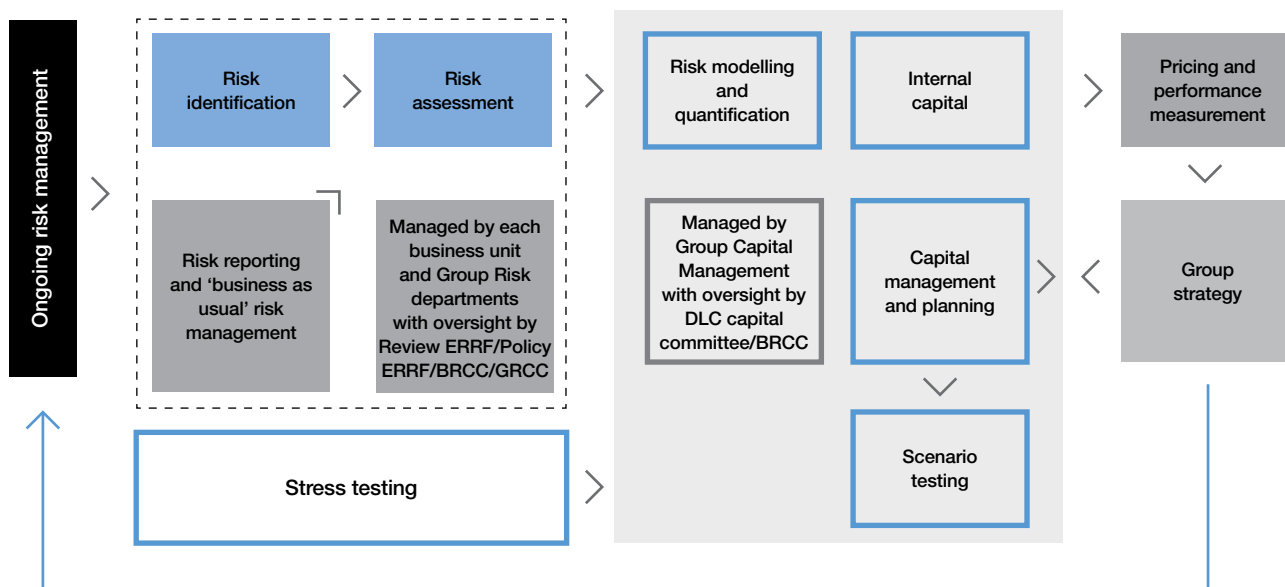 Ongoing risk management
Risk
identification
Risk
assessment
Risk modelling
and
quantification
Internal
capital
Pricing and
performance
measurement
Risk reporting
and ‘business as
usual’ risk
management
Managed by each
business unit
and Group Risk
departments
with oversight by
Review ERRF/Policy
ERRF/BRCC/GRCC
Managed by
Group Capital
Management
with oversight by
DLC capital
committee/BRCC
Capital
management
and planning
Group
strategy
Stress testing
Scenario
testing